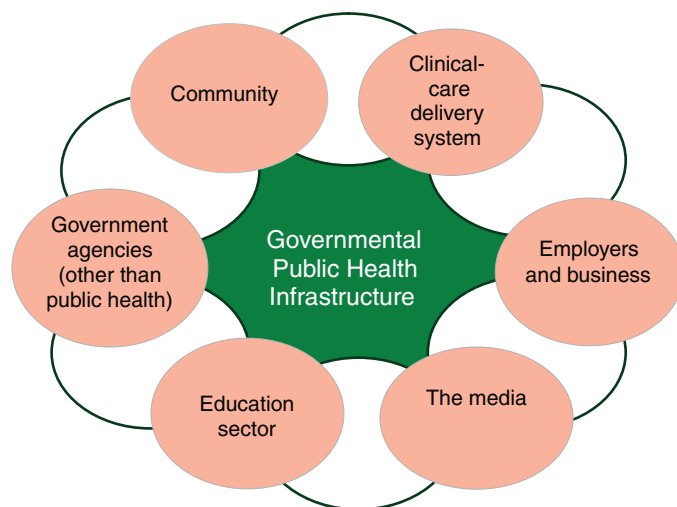 Community
Clinical-
care
delivery
system
Government
agencies
(other than
public health)
Governmental
Public Health
Infrastructure
Employers
and business
Education
sector
The media